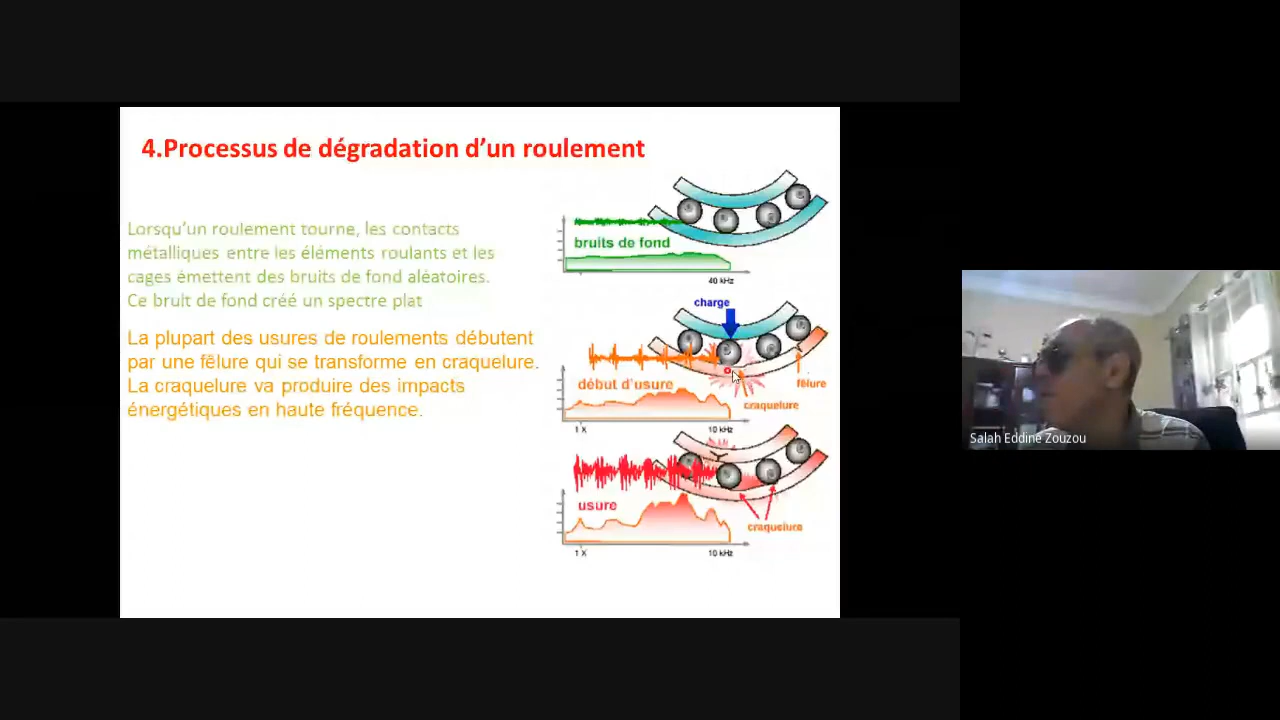 4.Processus de dégradation d'un roulement
Lorsqu'un roulement tourne, les contacts
métalliques entre les éléments roulants et les
cages émettent des bruits de fond aléatoires.
Ce bruit de fond créé un spectre plat
La plupart des usures de roulements débutent
par une fêlure qui se transforme en craquelure.
La craquelure va produire des impacts
énergétiques en haute fréquence.
bruits de fond
40 kHz
charge
fêlure
début d'usure
craquelure
1 X
10 kHz
usure
craquelure
1 X
10 kHz
Salah Eddine Zouzou